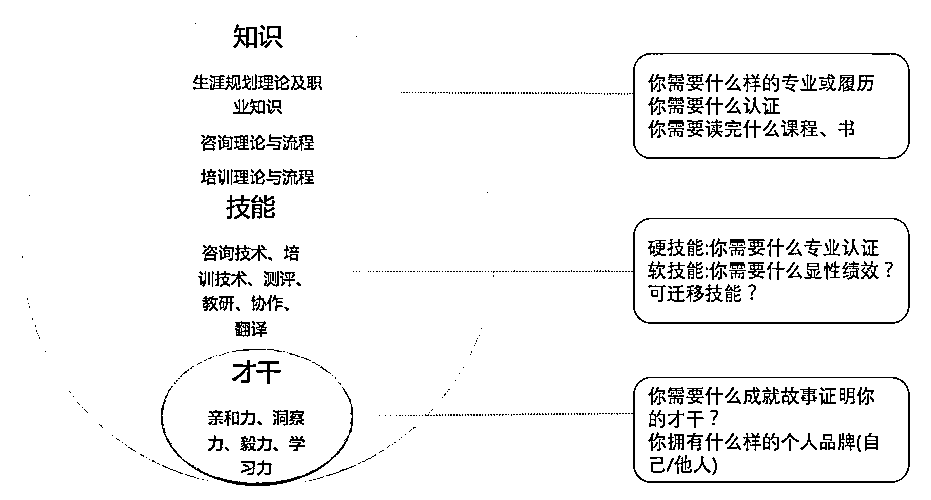 知识
生涯规划理论及职
业知识
咨询理论与流程
培训理论与流程
技能
咨询技术、培
训技术、测评、
教研、协作、
翻译
才干
亲和力、洞察
力、毅力、学
习力
你需要什么样的专业或履历
你需要什么认证
你需要读完什么课程、书
硬技能:你需要什么专业认证
软技能:你需要什么显性绩效？
可迁移技能？
你需要什么成就故事证明你
的才干？
你拥有什么样的个人品牌(自
己/他人)